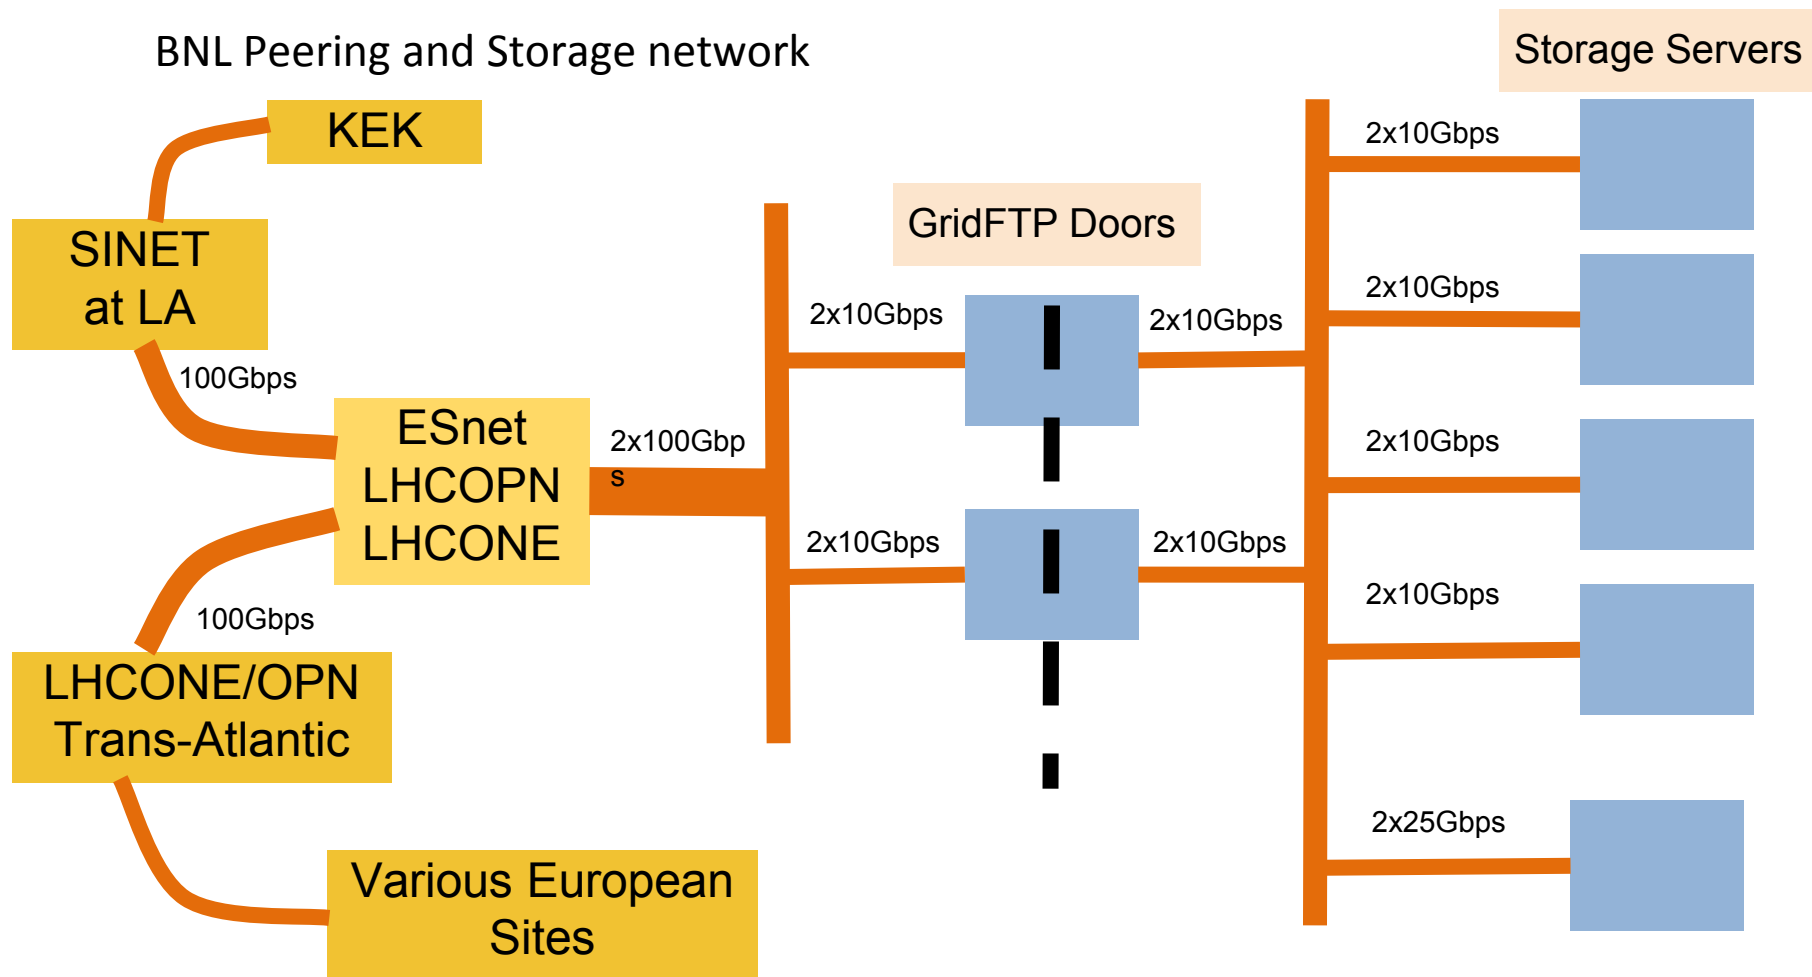 BNL Peering and Storage network
Storage Servers
KEK
2x10Gbps
GridFTP Doors
SINET
at LA
2x10Gbps
2x10Gbps
2x10Gbps
100Gbps
ESnet
LHCOPN
LHCONE
2x100Gbp
s
2x10Gbps
2x10Gbps
2x10Gbps
2x10Gbps
100Gbps
LHCONE/OPN
Trans-Atlantic
2x25Gbps
Various European
Sites